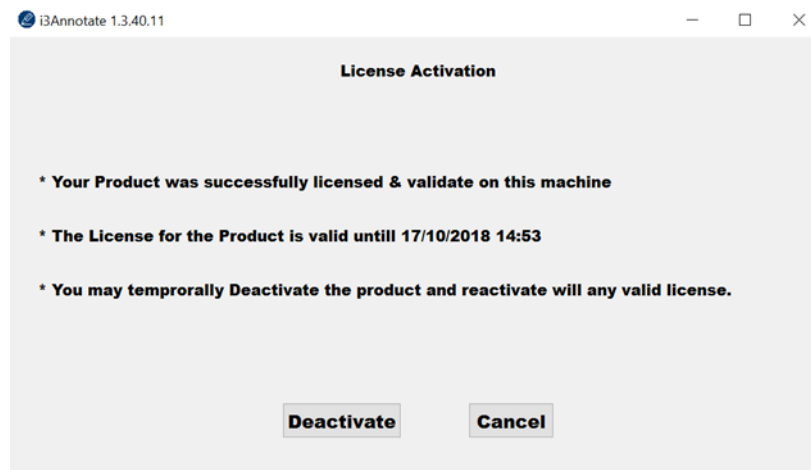 i3Annotate 1.3.40.11
License Activation
* Your Product was successfully licensed & validate on this machine
* The License for the Product is valid untill 17/10/2018 14:53
* You may temprorally Deactivate the product and reactivate will any valid license.
Deactivate Cancel